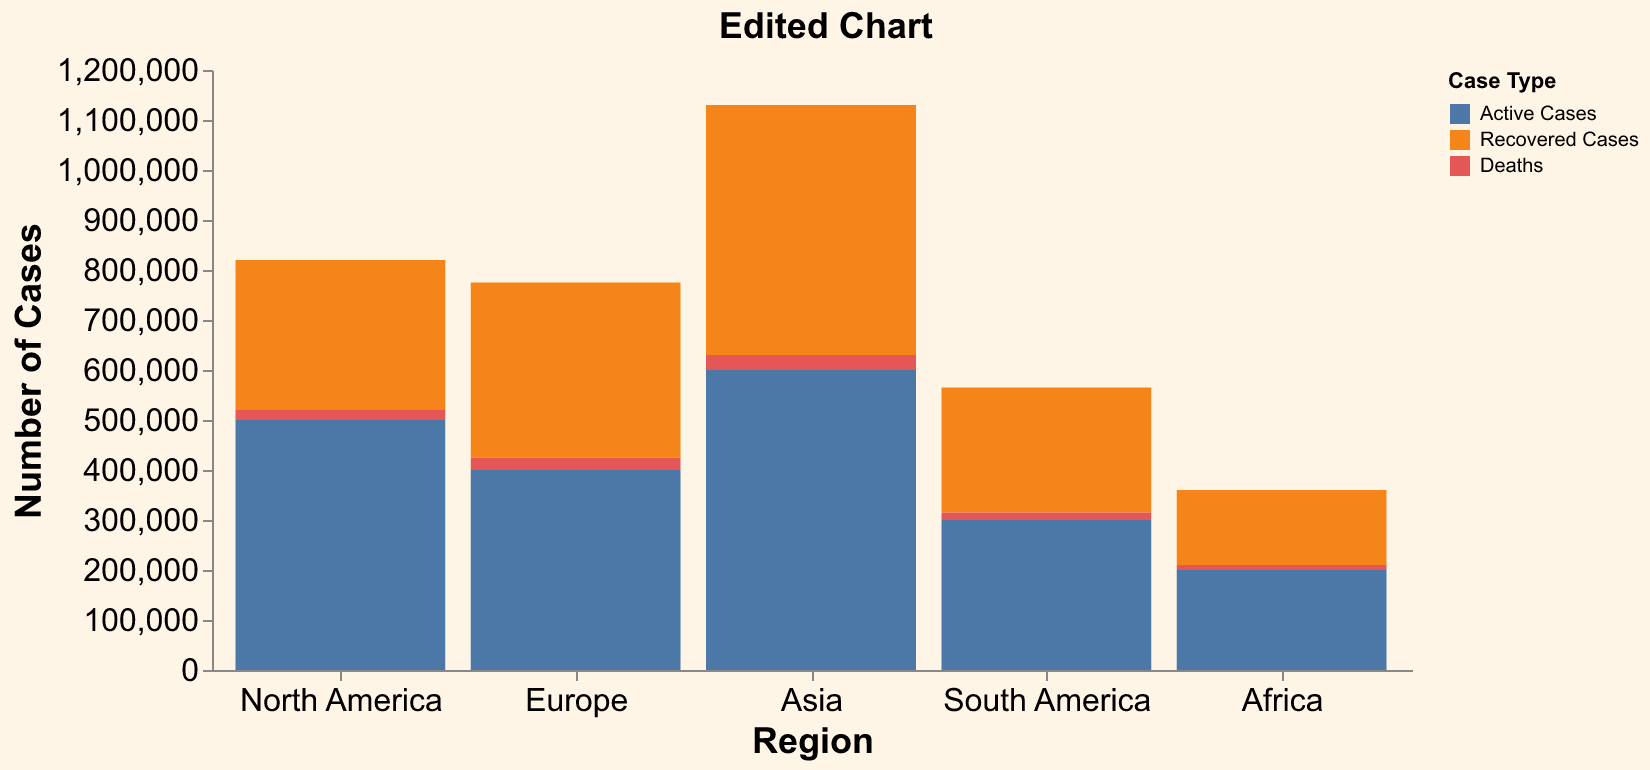 Edited Chart
1,200,000
1,100,000
1,000,000
900,000
800,000
700,000
600,000
500,000
400,000
300,000
200,000
100,000
0
Number of Cases
North America
Europe
Asia
South America
Africa
Region
Case Type
Active Cases
Recovered Cases
Deaths